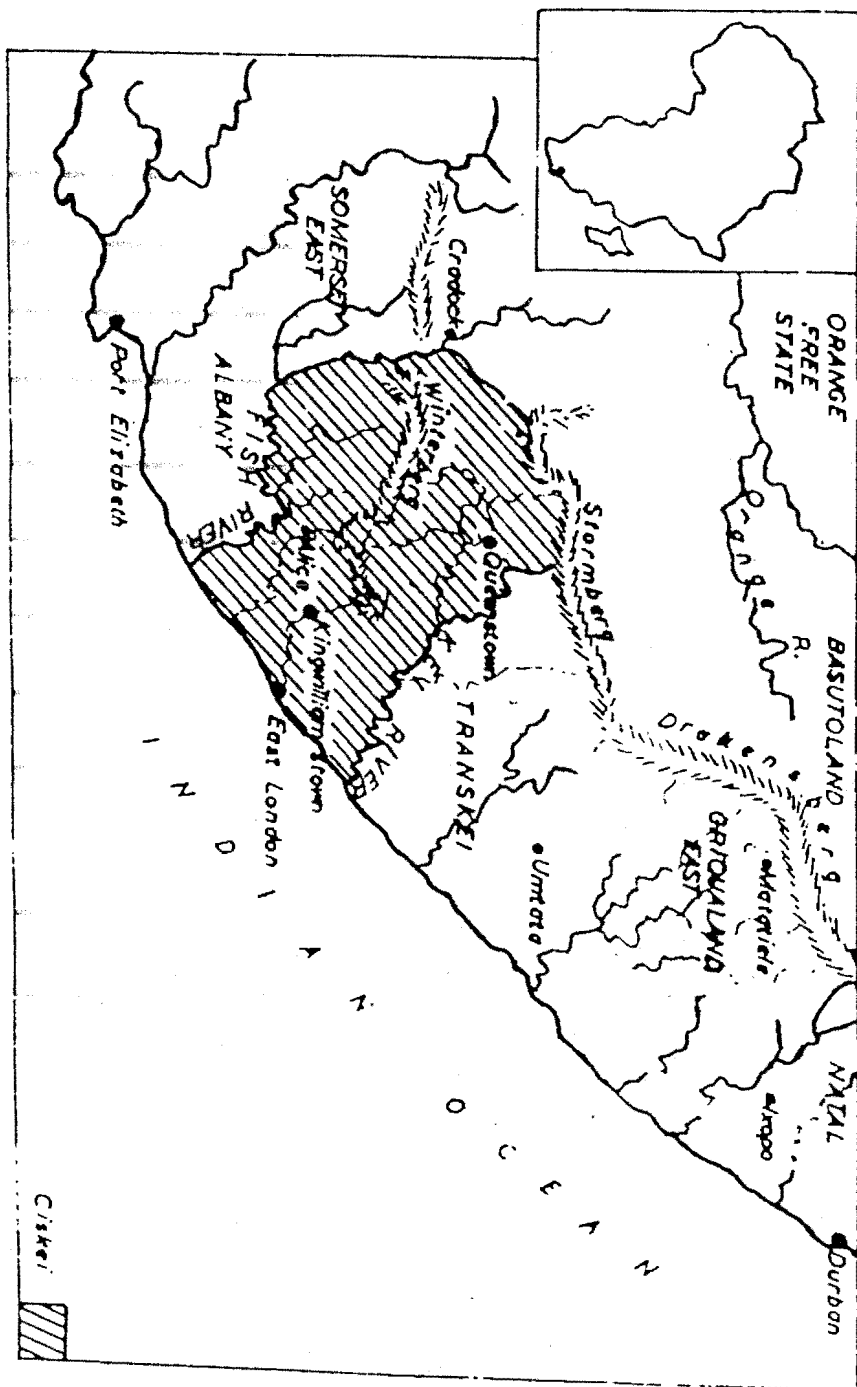 ORANGE
FREE
STATE
Orange R.
BASUTOLAND
Drakensberg
NATAL
Matatiele
Ixopo
Durban
GRIQUALAND
EAST
Stormberg
Cradock
SOMERSET
EAST
Winterberg
Queenstown
KEI RIVER
TRANSKEI
Umtata
Alice
Kingwilliamstown
FISH RIVER
ALBANY
East London
Port Elisabeth
INDIAN OCEAN
Ciskei